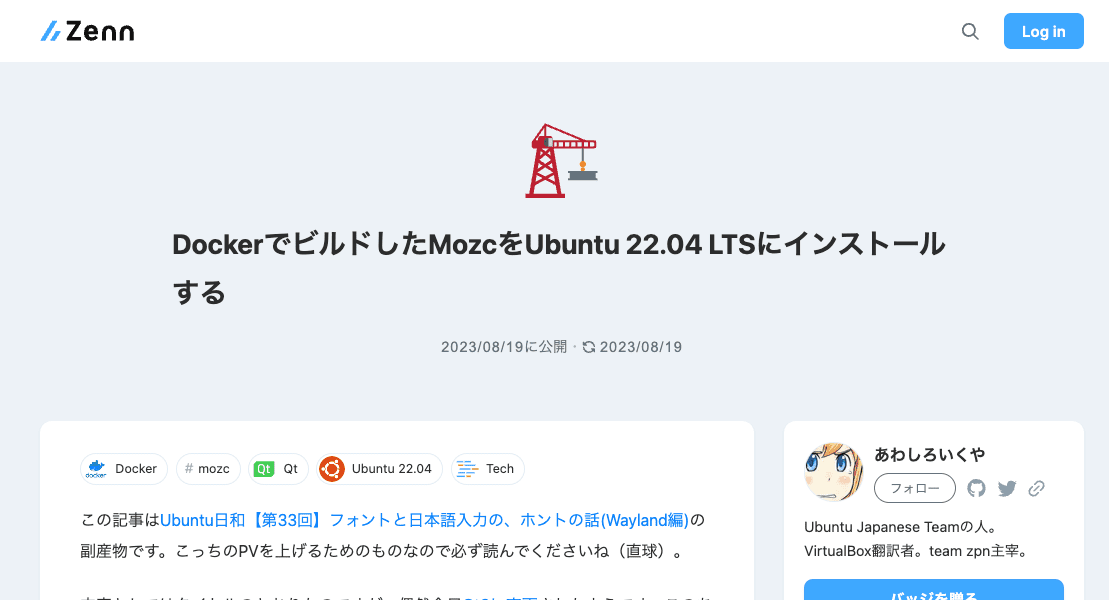 Zenn
Log in
DockerでビルドしたMozcをUbuntu 22.04 LTSにインストール
する
2023/08/19に公開 · 2023/08/19
Docker # mozc Qt Qt Ubuntu 22.04 Tech
この記事はUbuntu日和【第33回】フォントと日本語入力の、ホントの話(Wayland編)の
副産物です。こっちのPVを上げるためのものなので必ず読んでくださいね（直球）。
あわしろいくや
フォロー
Ubuntu Japanese Teamの人。
VirtualBox翻訳者。team zpn主宰。
バッジを贈る